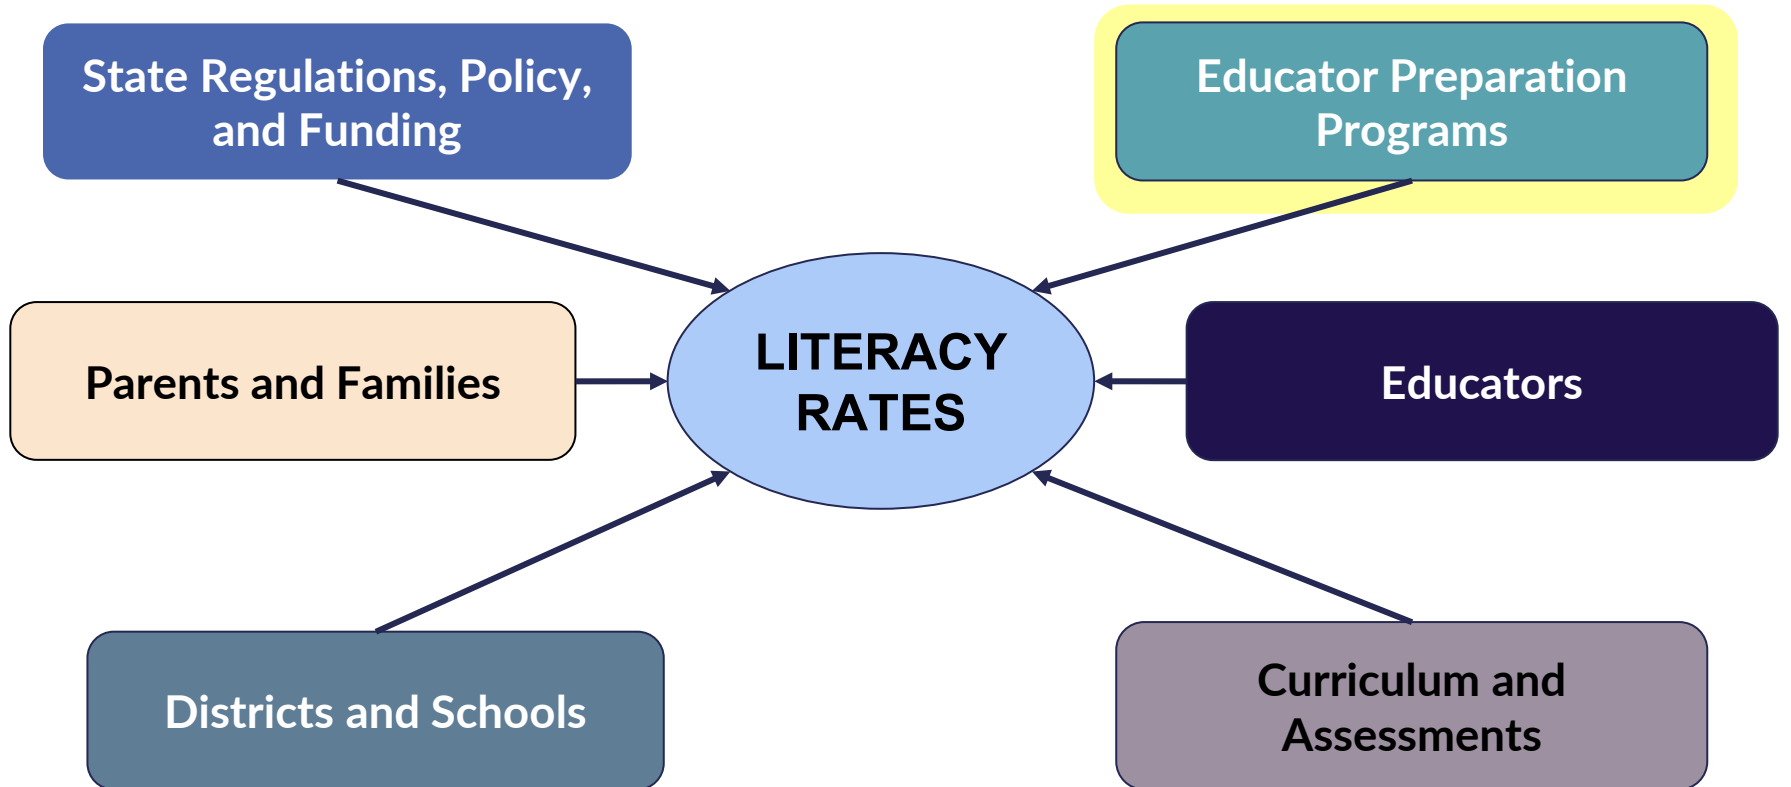 State Regulations, Policy,
and Funding
Educator Preparation
Programs
Parents and Families
LITERACY
RATES
Educators
Districts and Schools
Curriculum and
Assessments